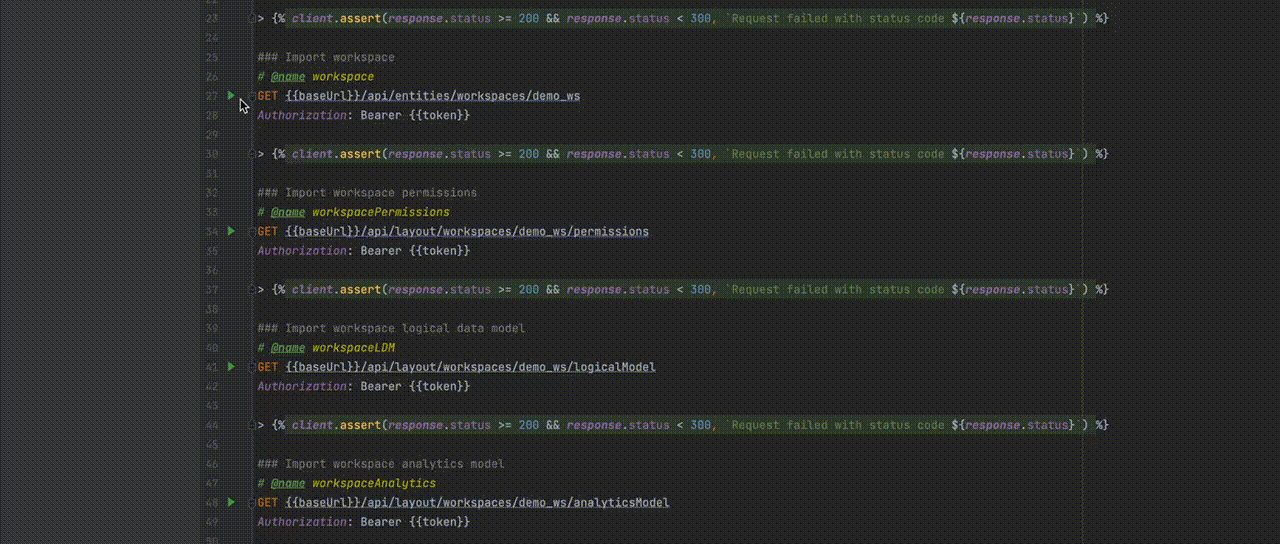 23 > {% client.assert(response.status >= 200 && response.status < 300, `Request failed with status code ${response.status}`) %}
24
25 ### Import workspace
26 # @name workspace
27 GET {{baseUrl}}/api/entities/workspaces/demo_ws
28 Authorization: Bearer {{token}}
29
30 > {% client.assert(response.status >= 200 && response.status < 300, `Request failed with status code ${response.status}`) %}
31
32 ### Import workspace permissions
33 # @name workspacePermissions
34 GET {{baseUrl}}/api/layout/workspaces/demo_ws/permissions
35 Authorization: Bearer {{token}}
36
37 > {% client.assert(response.status >= 200 && response.status < 300, `Request failed with status code ${response.status}`) %}
38
39 ### Import workspace logical data model
40 # @name workspaceLDM
41 GET {{baseUrl}}/api/layout/workspaces/demo_ws/logicalModel
42 Authorization: Bearer {{token}}
43
44 > {% client.assert(response.status >= 200 && response.status < 300, `Request failed with status code ${response.status}`) %}
45
46 ### Import workspace analytics model
47 # @name workspaceAnalytics
48 GET {{baseUrl}}/api/layout/workspaces/demo_ws/analyticsModel
49 Authorization: Bearer {{token}}